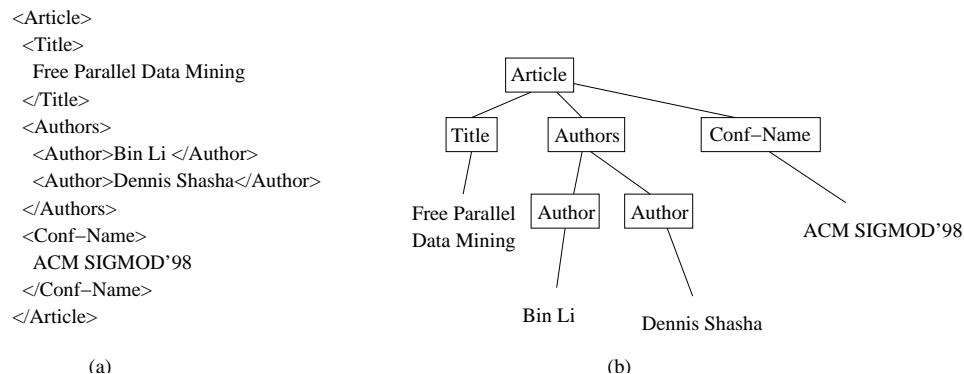 <Article>
<Title>
Free Parallel Data Mining
</Title>
<Authors>
<Author>Bin Li </Author>
<Author>Dennis Shasha</Author>
</Authors>
<Conf−Name>
ACM SIGMOD’98
</Conf−Name>
</Article>
(a)
Article
Title
Authors
Conf−Name
Free Parallel
Data Mining
Author
Author
ACM SIGMOD’98
Bin Li
Dennis Shasha
(b)